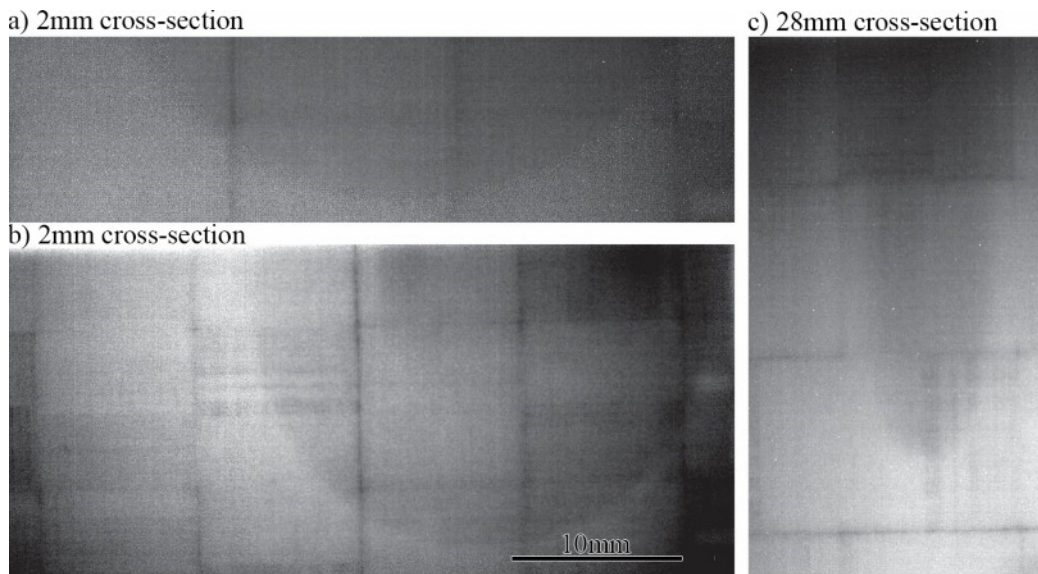 a) 2mm cross-section
c) 28mm cross-section
b) 2mm cross-section
10mm